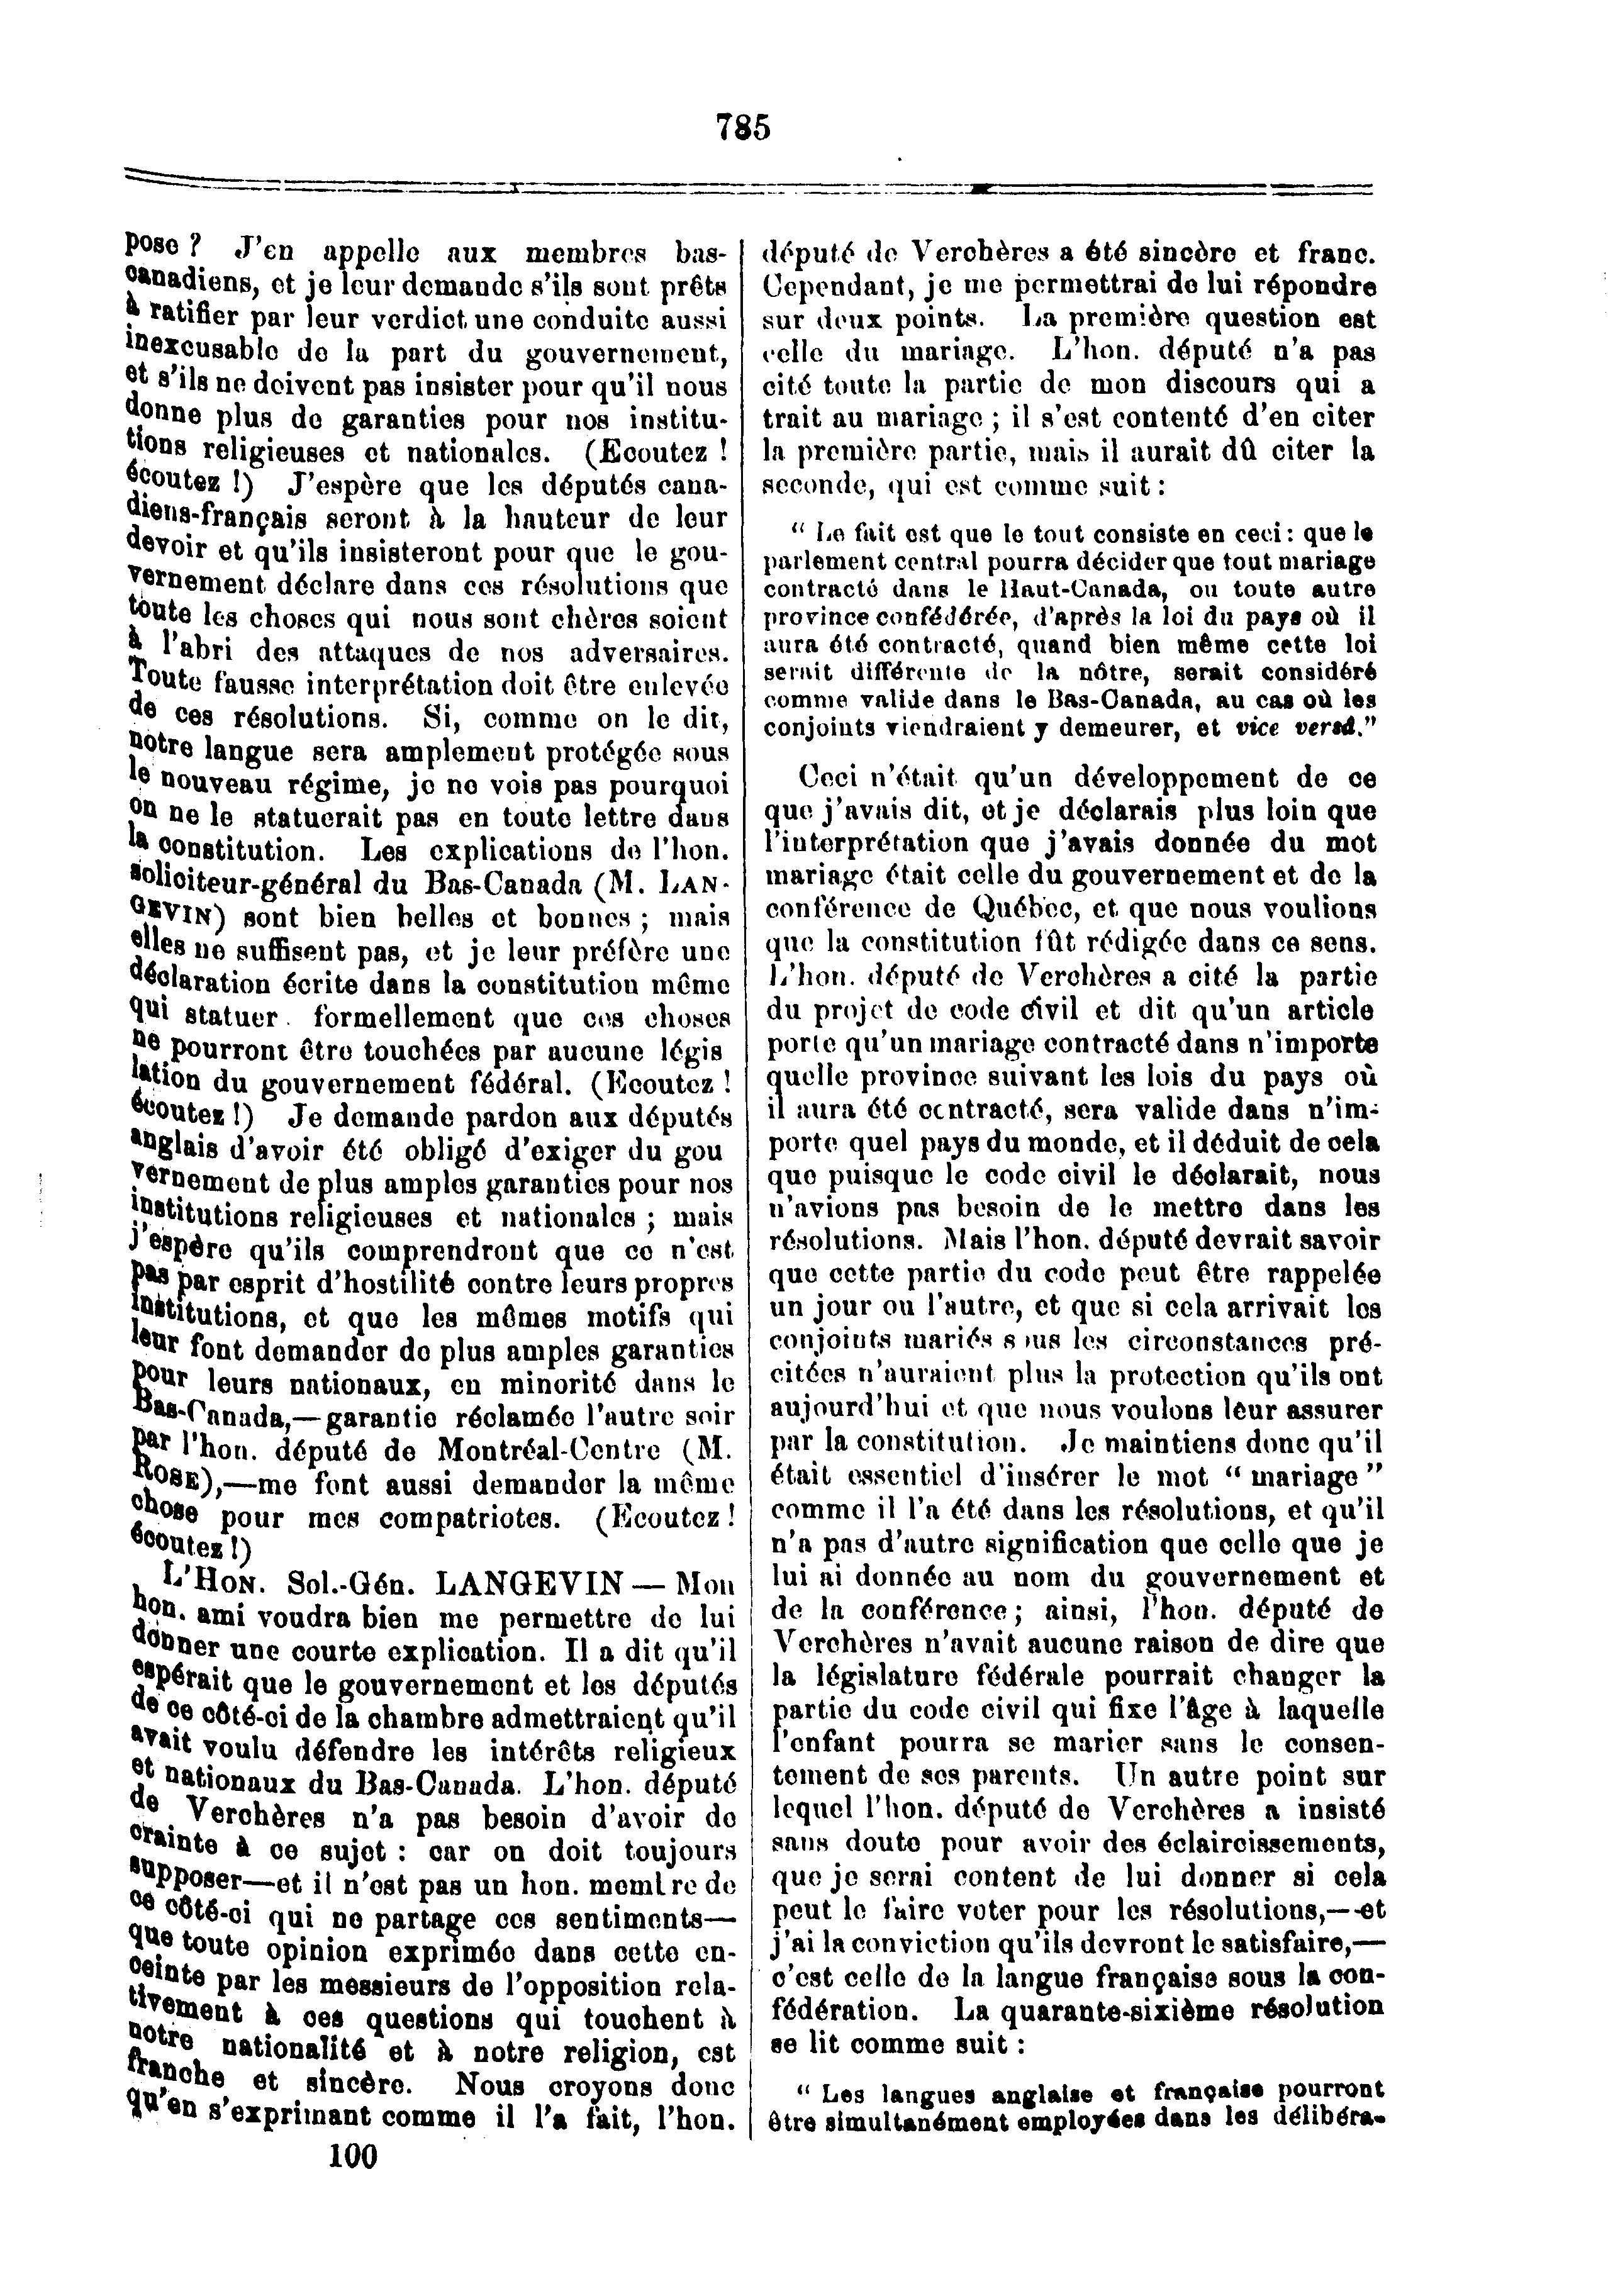 785
pose ? J'en appelle aux membres bas-
canadiens, et je leur demande s'ils sont prêts
à ratifier par leur verdict une conduite aussi
inexcusable de la part du gouvernement,
et s'ils ne doivent pas insister pour qu'il nous
donne plus de garanties pour nos institu-
tions religieuses et nationales. (Ecoutez !
écoutez !) J'espère que les députés cana-
diens-français seront à la hauteur de leur
devoir et qu'ils insisteront pour que le gou-
vernement déclare dans ces résolutions que
toute les choses qui nous sont chères soient
à l'abri des attaques de nos adversaires.
Toute fausse interprétation doit être enlevée
de ces résolutions. Si, comme on le dit,
notre langue sera amplement protégée sous
le nouveau régime, je ne vois pas pourquoi
on ne le statuerait pas en toute lettre dans
la constitution. Les explications de l'hon.
soliciteur-général du Bas-Canada (M. LAN-
GEVIN) sont bien belles et bonnes ; mais
elles ne suffisent pas, et je leur préfère une
déclaration écrite dans la constitution même
qui statuer formellement que ces choses
ne pourront être touchées par aucune légis
lation du gouvernement fédéral. (Ecoutez !
écoutez !) Je demande pardon aux députés
anglais d'avoir été obligé d'exiger du gou
vernement de plus amples garanties pour nos
institutions religieuses et nationales ; mais
j'espère qu'ils comprendront que ce n'est
pas par esprit d'hostilité contre leurs propres
institutions, et que les mêmes motifs qui
leur font demander de plus amples garanties
pour leurs nationaux, en minorité dans le
Bas-Canada,—garantie réclamée l'autre soir
par l'hon. député de Montréal-Centre (M.
ROSE),—me font aussi demander la même
chose pour mes compatriotes. (Ecoutez !
écoutez !)
L'HON. Sol.-Gén. LANGEVIN — Mon
hon. ami voudra bien me permettre de lui
donner une courte explication. Il a dit qu'il
espérait que le gouvernement et les députés
de ce côté-ci de la chambre admettraient qu'il
avait voulu défendre les intérêts religieux
et nationaux du Bas-Canada. L'hon. député
de Verchères n'a pas besoin d'avoir de
crainte à ce sujet : car on doit toujours
supposer—et il n'est pas un hon. membre de
ce côté-ci qui ne partage ces sentiments—
que toute opinion exprimée dans cette en-
ceinte par les messieurs de l'opposition rela-
tivement à ces questions qui touchent à
notre nationalité et à notre religion, est
franche et sincère. Nous croyons donc
qu'en s'exprimant comme il l'a fait, l'hon.
100
député de Verchères a été sincère et franc.
Cependant, je me permettrai de lui répondre
sur deux points. La première question est
celle du mariage. L'hon. député n'a pas
cité toute la partie de mon discours qui a
trait au mariage ; il s'est contenté d'en citer
la première partie, mais il aurait dû citer la
seconde, qui est comme suit :
“ Le fait est que le tout consiste en ceci : que le
parlement central pourra décider que tout mariage
contracté dans le Haut-Canada, ou toute autre
province confédérée, d'après la loi du pays où il
aura été contracté, quand bien même cette loi
serait différente de la nôtre, serait considéré
comme valide dans le Bas-Canada, au cas où les
conjoints viendraient y demeurer, et vice versâ.”
Ceci n'était qu'un développement de ce
que j'avais dit, et je déclarais plus loin que
l'interprétation que j'avais donnée du mot
mariage était celle du gouvernement et de la
conférence de Québec, et que nous voulions
que la constitution fût rédigée dans ce sens.
L'hon. député de Verchères a cité la partie
du projet de code civil et dit qu'un article
porte qu'un mariage contracté dans n'importe
quelle province suivant les lois du pays où
il aura été contracté, sera valide dans n'im-
porte quel pays du monde, et il déduit de cela
que puisque le code civil le déclarait, nous
n'avions pas besoin de le mettre dans les
résolutions. Mais l'hon. député devrait savoir
que cette partie du code peut être rappelée
un jour ou l'autre, et que si cela arrivait les
conjoints mariés sous les circonstances pré-
citées n'auraient plus la protection qu'ils ont
aujourd'hui et que nous voulons leur assurer
par la constitution. Je maintiens donc qu'il
était essentiel d'insérer le mot “ mariage ”
comme il l'a été dans les résolutions, et qu'il
n'a pas d'autre signification que celle que je
lui ai donnée au nom du gouvernement et
de la conférence ; ainsi, l'hon. député de
Verchères n'avait aucune raison de dire que
la législature fédérale pourrait changer la
partie du code civil qui fixe l'âge à laquelle
l'enfant pourra se marier sans le consen-
tement de ses parents. Un autre point sur
lequel l'hon. député de Verchères a insisté
sans doute pour avoir des éclaircissements,
que je serai content de lui donner si cela
peut le faire voter pour les résolutions,—et
j'ai la conviction qu'ils devront le satisfaire,—
c'est celle de la langue française sous la con-
fédération. La quarante-sixième résolution
se lit comme suit :
“ Les langues anglaise et française pourront
être simultanément employées dans les délibéra-